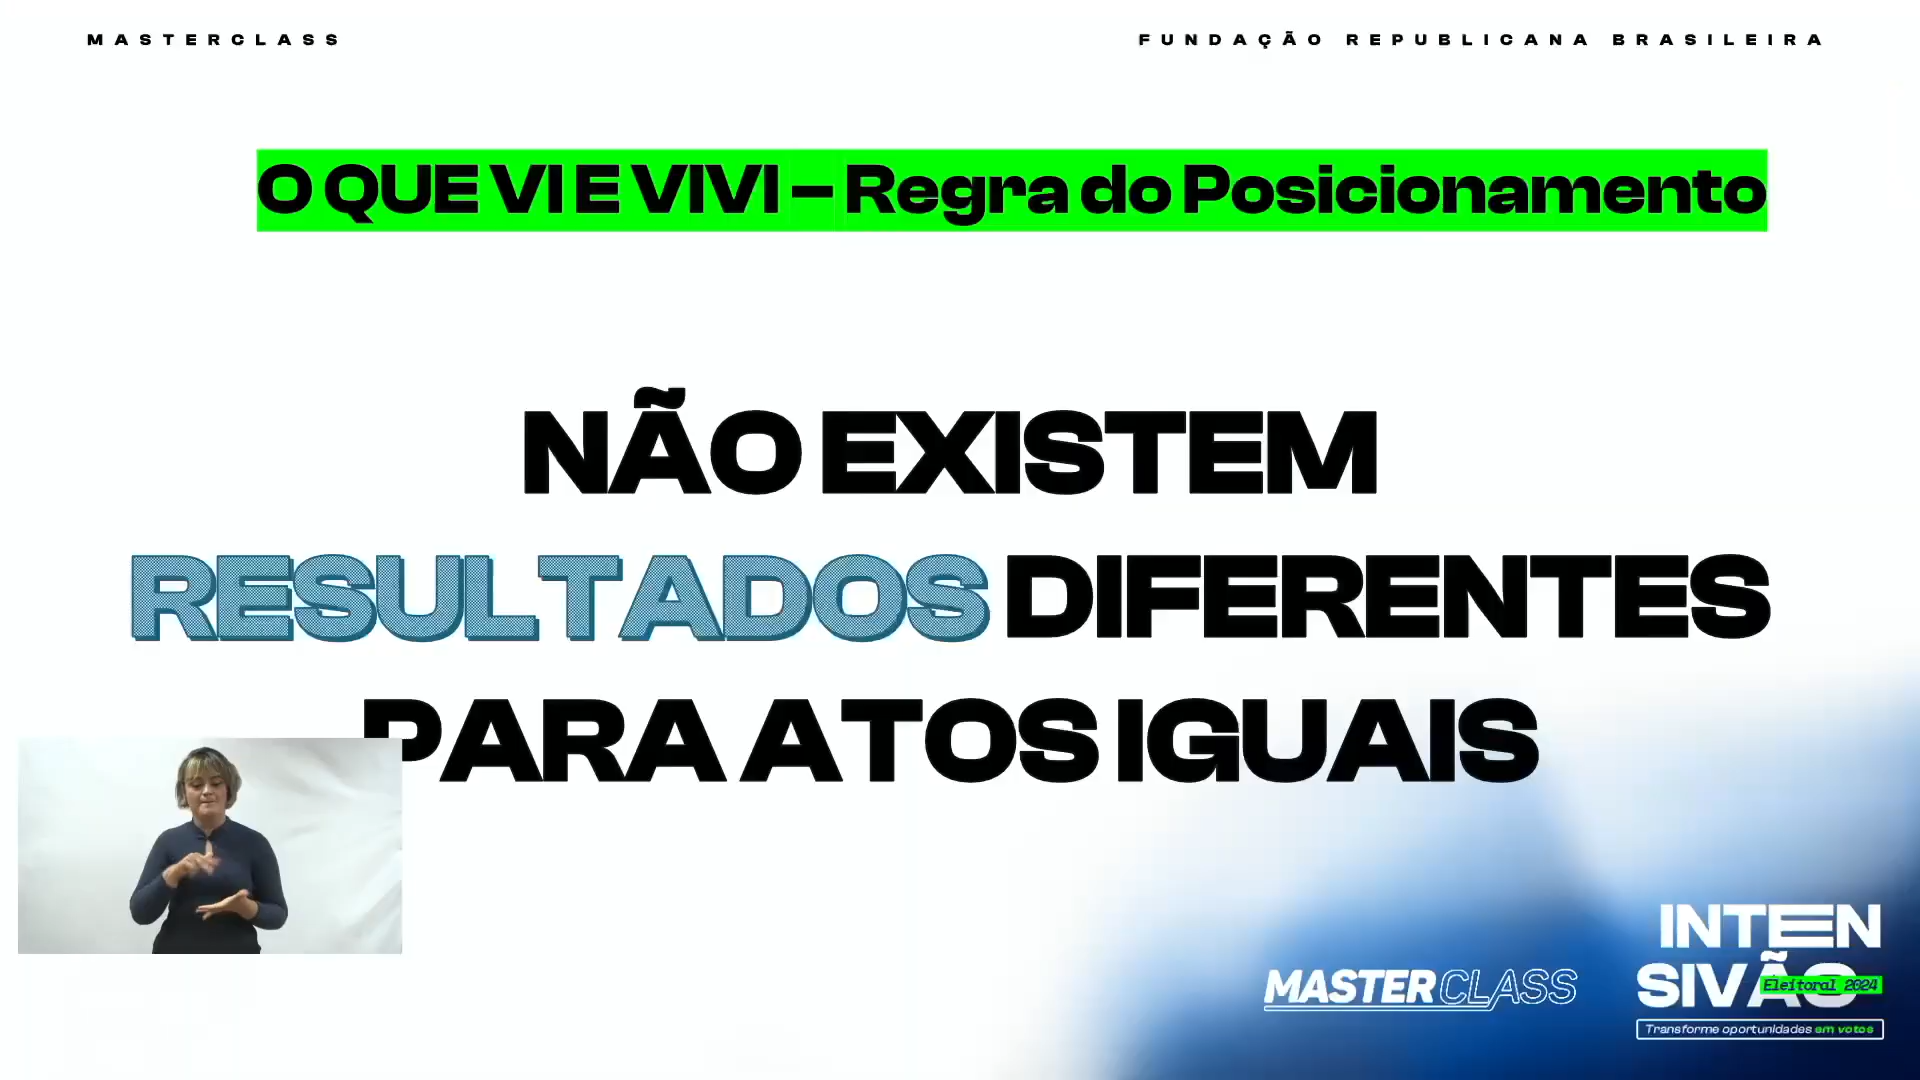 MASTERCLASS
FUNDAÇÃO REPUBLICANA BRASILEIRA
O QUE VI E VIVI – Regra do Posicionamento
NÃO EXISTEM
RESULTADOS DIFERENTES
PARA ATOS IGUAIS
MASTERCLASS
INTEN
SIVÃO
Eleitoral 2024
Transforme oportunidades em votos